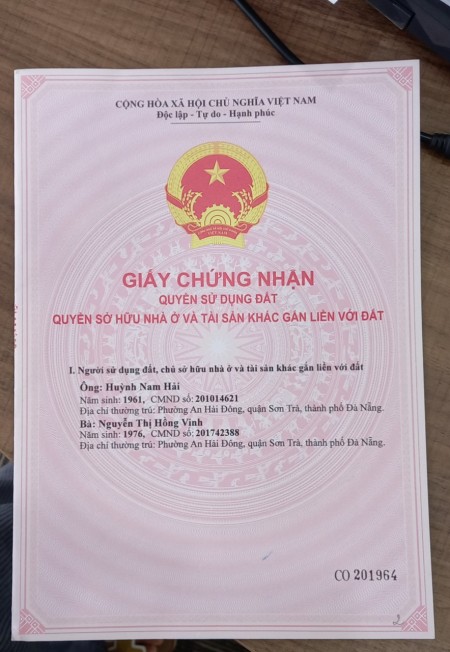 CỘNG HÒA XÃ HỘI CHỦ NGHĨA VIỆT NAM
Độc lập - Tự do - Hạnh phúc
VIỆT NAM
GIẤY CHỨNG NHẬN
QUYỀN SỬ DỤNG ĐẤT
QUYỀN SỞ HỮU NHÀ Ở VÀ TÀI SẢN KHÁC GẮN LIỀN VỚI ĐẤT
I. Người sử dụng đất, chủ sở hữu nhà ở và tài sản khác gắn liền với đất
Ông: Huỳnh Nam Hải
Năm sinh: 1961, CMND số: 201014621
Địa chỉ thường trú: Phường An Hải Đông, quận Sơn Trà, thành phố Đà Nẵng.
Bà: Nguyễn Thị Hồng Vinh
Năm sinh: 1976, CMND số: 201742388
Địa chỉ thường trú: Phường An Hải Đông, quận Sơn Trà, thành phố Đà Nẵng.
CO 201964
2